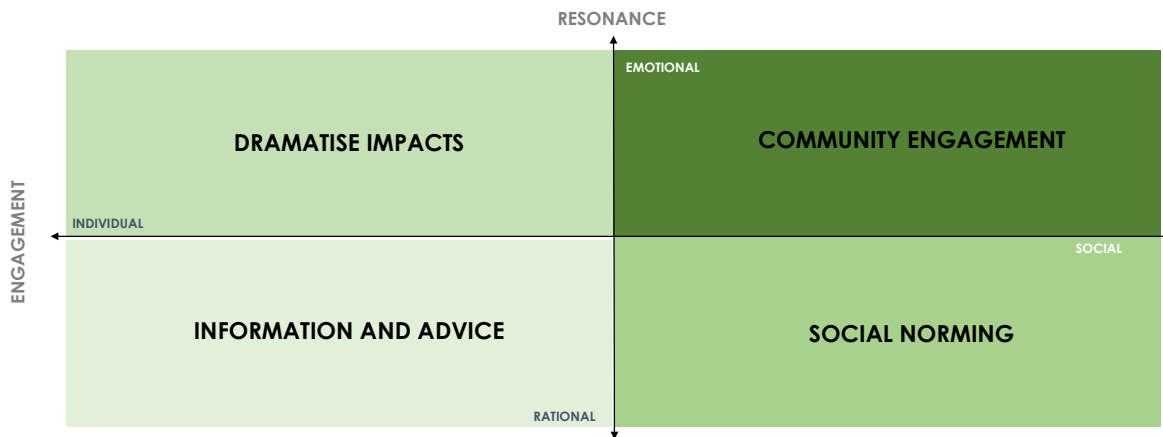 RESONANCE
EMOTIONAL
DRAMATISE IMPACTS
COMMUNITY ENGAGEMENT
ENGAGEMENT
INDIVIDUAL
SOCIAL
INFORMATION AND ADVICE
SOCIAL NORMING
RATIONAL